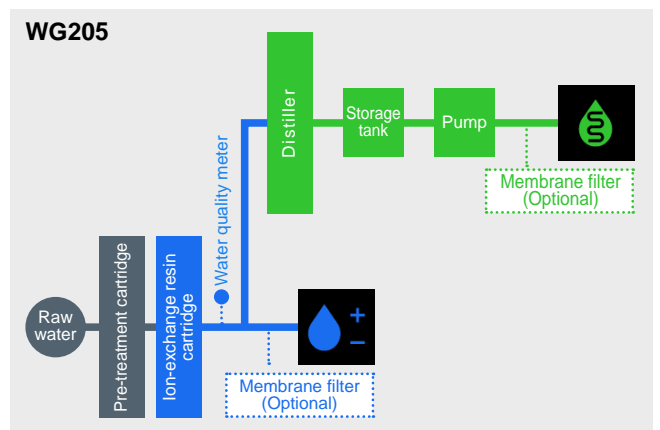 WG205
Distiller
Storage
tank
Pump
Membrane filter
(Optional)
Water quality meter
Raw
water
Pre-treatment cartridge
Ion-exchange resin
cartridge
+
−
Membrane filter
(Optional)